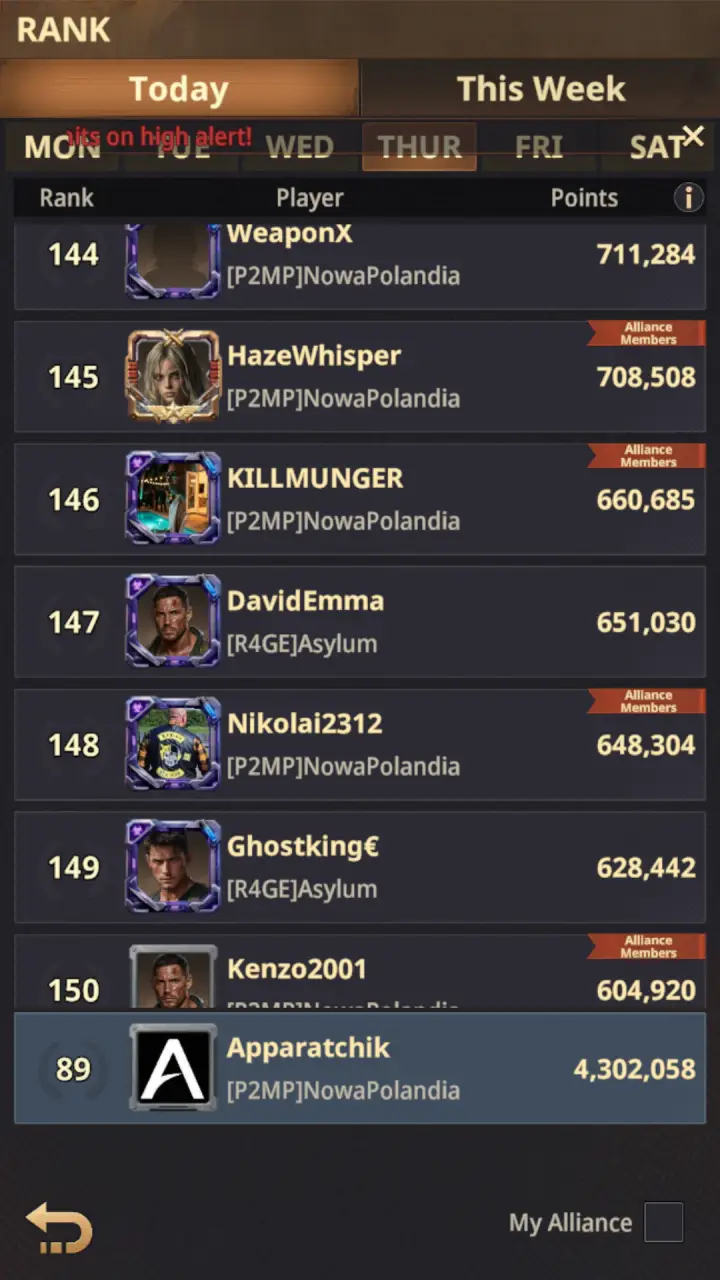 RANK
Today
This Week
on high alert!
MON
TUE
WED
THUR
FRI
SAT
Rank
Player
Points
144
WeaponX
[P2MP]NowaPolandia
711,284
Alliance
Members
145
HazeWhisper
[P2MP]NowaPolandia
708,508
Alliance
Members
146
KILLMUNGER
[P2MP]NowaPolandia
660,685
147
DavidEmma
[R4GE]Asylum
651,030
Alliance
Members
148
Nikolai2312
[P2MP]NowaPolandia
648,304
149
Ghostking€
[R4GE]Asylum
628,442
Alliance
Members
150
Kenzo2001
[P2MP]NowaPolandia
604,920
89
Apparatchik
[P2MP]NowaPolandia
4,302,058
My Alliance